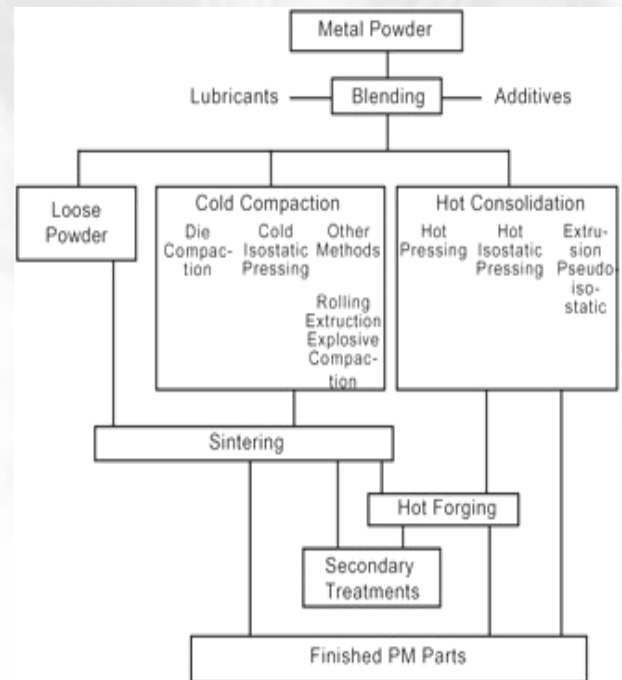 Metal Powder
Lubricants
Blending
Additives
Loose
Powder
Cold Compaction
Die
Compac-
tion
Cold
Isostatic
Pressing
Other
Methods
Rolling
Extruction
Explosive
Compac-
tion
Hot Consolidation
Hot
Pressing
Hot
Isostatic
Pressing
Extru-
sion
Pseudo-
iso-
static
Sintering
Hot Forging
Secondary
Treatments
Finished PM Parts